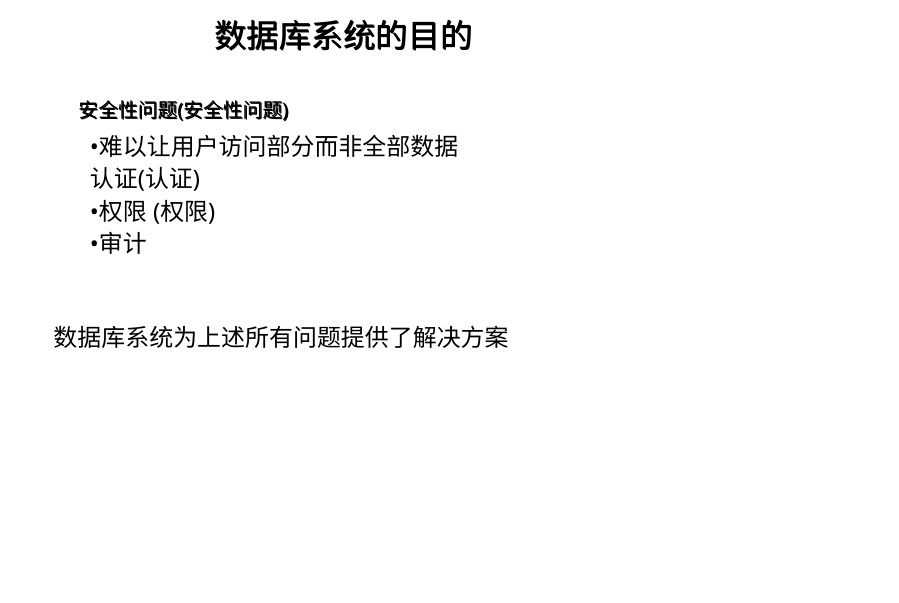 数据库系统的目的
安全性问题(安全性问题)
•难以让用户访问部分而非全部数据
认证(认证)
•权限 (权限)
•审计
数据库系统为上述所有问题提供了解决方案